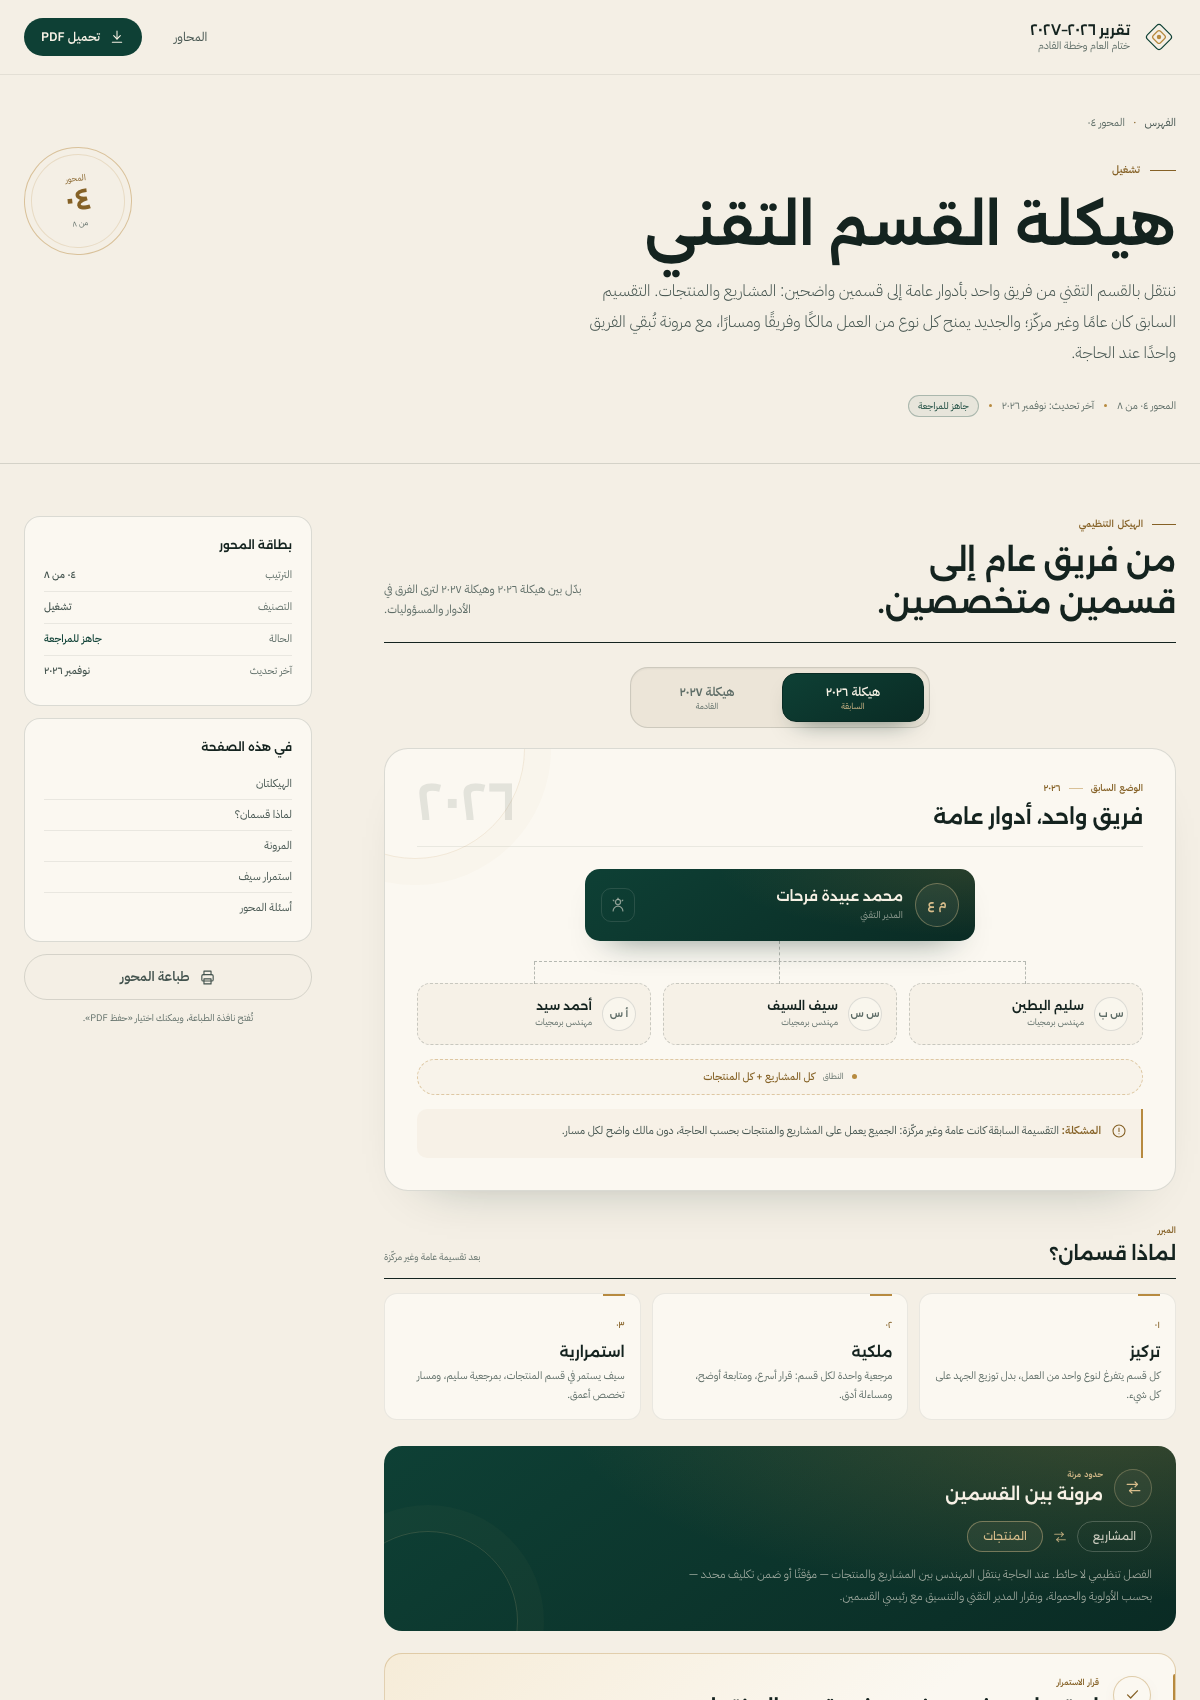 تقرير ٢٠٢٦–٢٠٢٧
ختام العام وخطة القادم
المحاور
تحميل PDF
الفهرس · المحور ٠٤
تشغيل
هيكلة القسم التقني
ننتقل بالقسم التقني من فريق واحد بأدوار عامة إلى قسمين واضحين: المشاريع والمنتجات. التقسيم
السابق كان عامًا وغير مركّز؛ والجديد يمنح كل نوع من العمل مالكًا وفريقًا ومسارًا، مع مرونة تُبقي الفريق
واحدًا عند الحاجة.
المحور ٠٤ من ٨ • آخر تحديث: نوفمبر ٢٠٢٦ • جاهز للمراجعة
المحور
٠٤
من ٨
الهيكل التنظيمي
من فريق عام إلى
قسمين متخصصين.
بدّل بين هيكلة ٢٠٢٦ وهيكلة ٢٠٢٧ لترى الفرق في
الأدوار والمسؤوليات.
هيكلة ٢٠٢٦
السابقة
هيكلة ٢٠٢٧
القادمة
الوضع السابق — ٢٠٢٦
فريق واحد، أدوار عامة
٢٠٢٦
م ع
محمد عبيدة فرحات
المدير التقني
س ب
سليم البطين
مهندس برمجيات
س س
سيف السيف
مهندس برمجيات
أ س
أحمد سيد
مهندس برمجيات
النطاق كل المشاريع + كل المنتجات
المشكلة: التقسيمة السابقة كانت عامة وغير مركّزة: الجميع يعمل على المشاريع والمنتجات بحسب الحاجة، دون مالك واضح لكل مسار.
المبرر
لماذا قسمان؟
بعد تقسيمة عامة وغير مركّزة
٠١
تركيز
كل قسم يتفرغ لنوع واحد من العمل، بدل توزيع الجهد على
كل شيء.
٠٢
ملكية
مرجعية واحدة لكل قسم: قرار أسرع، ومتابعة أوضح،
ومساءلة أدق.
٠٣
استمرارية
سيف يستمر في قسم المنتجات، بمرجعية سليم، ومسار
تخصص أعمق.
حدود مرنة
مرونة بين القسمين
المشاريع
المنتجات
الفصل تنظيمي لا حائط. عند الحاجة ينتقل المهندس بين المشاريع والمنتجات — مؤقتًا أو ضمن تكليف محدد —
بحسب الأولوية والحمولة، وبقرار المدير التقني والتنسيق مع رئيسي القسمين.
قرار الاستمرار
بطاقة المحور
الترتيب ٠٤ من ٨
التصنيف تشغيل
الحالة جاهز للمراجعة
آخر تحديث نوفمبر ٢٠٢٦
في هذه الصفحة
الهيكلتان
لماذا قسمان؟
المرونة
استمرار سيف
أسئلة المحور
طباعة المحور
تُفتح نافذة الطباعة، ويمكنك اختيار «حفظ PDF».